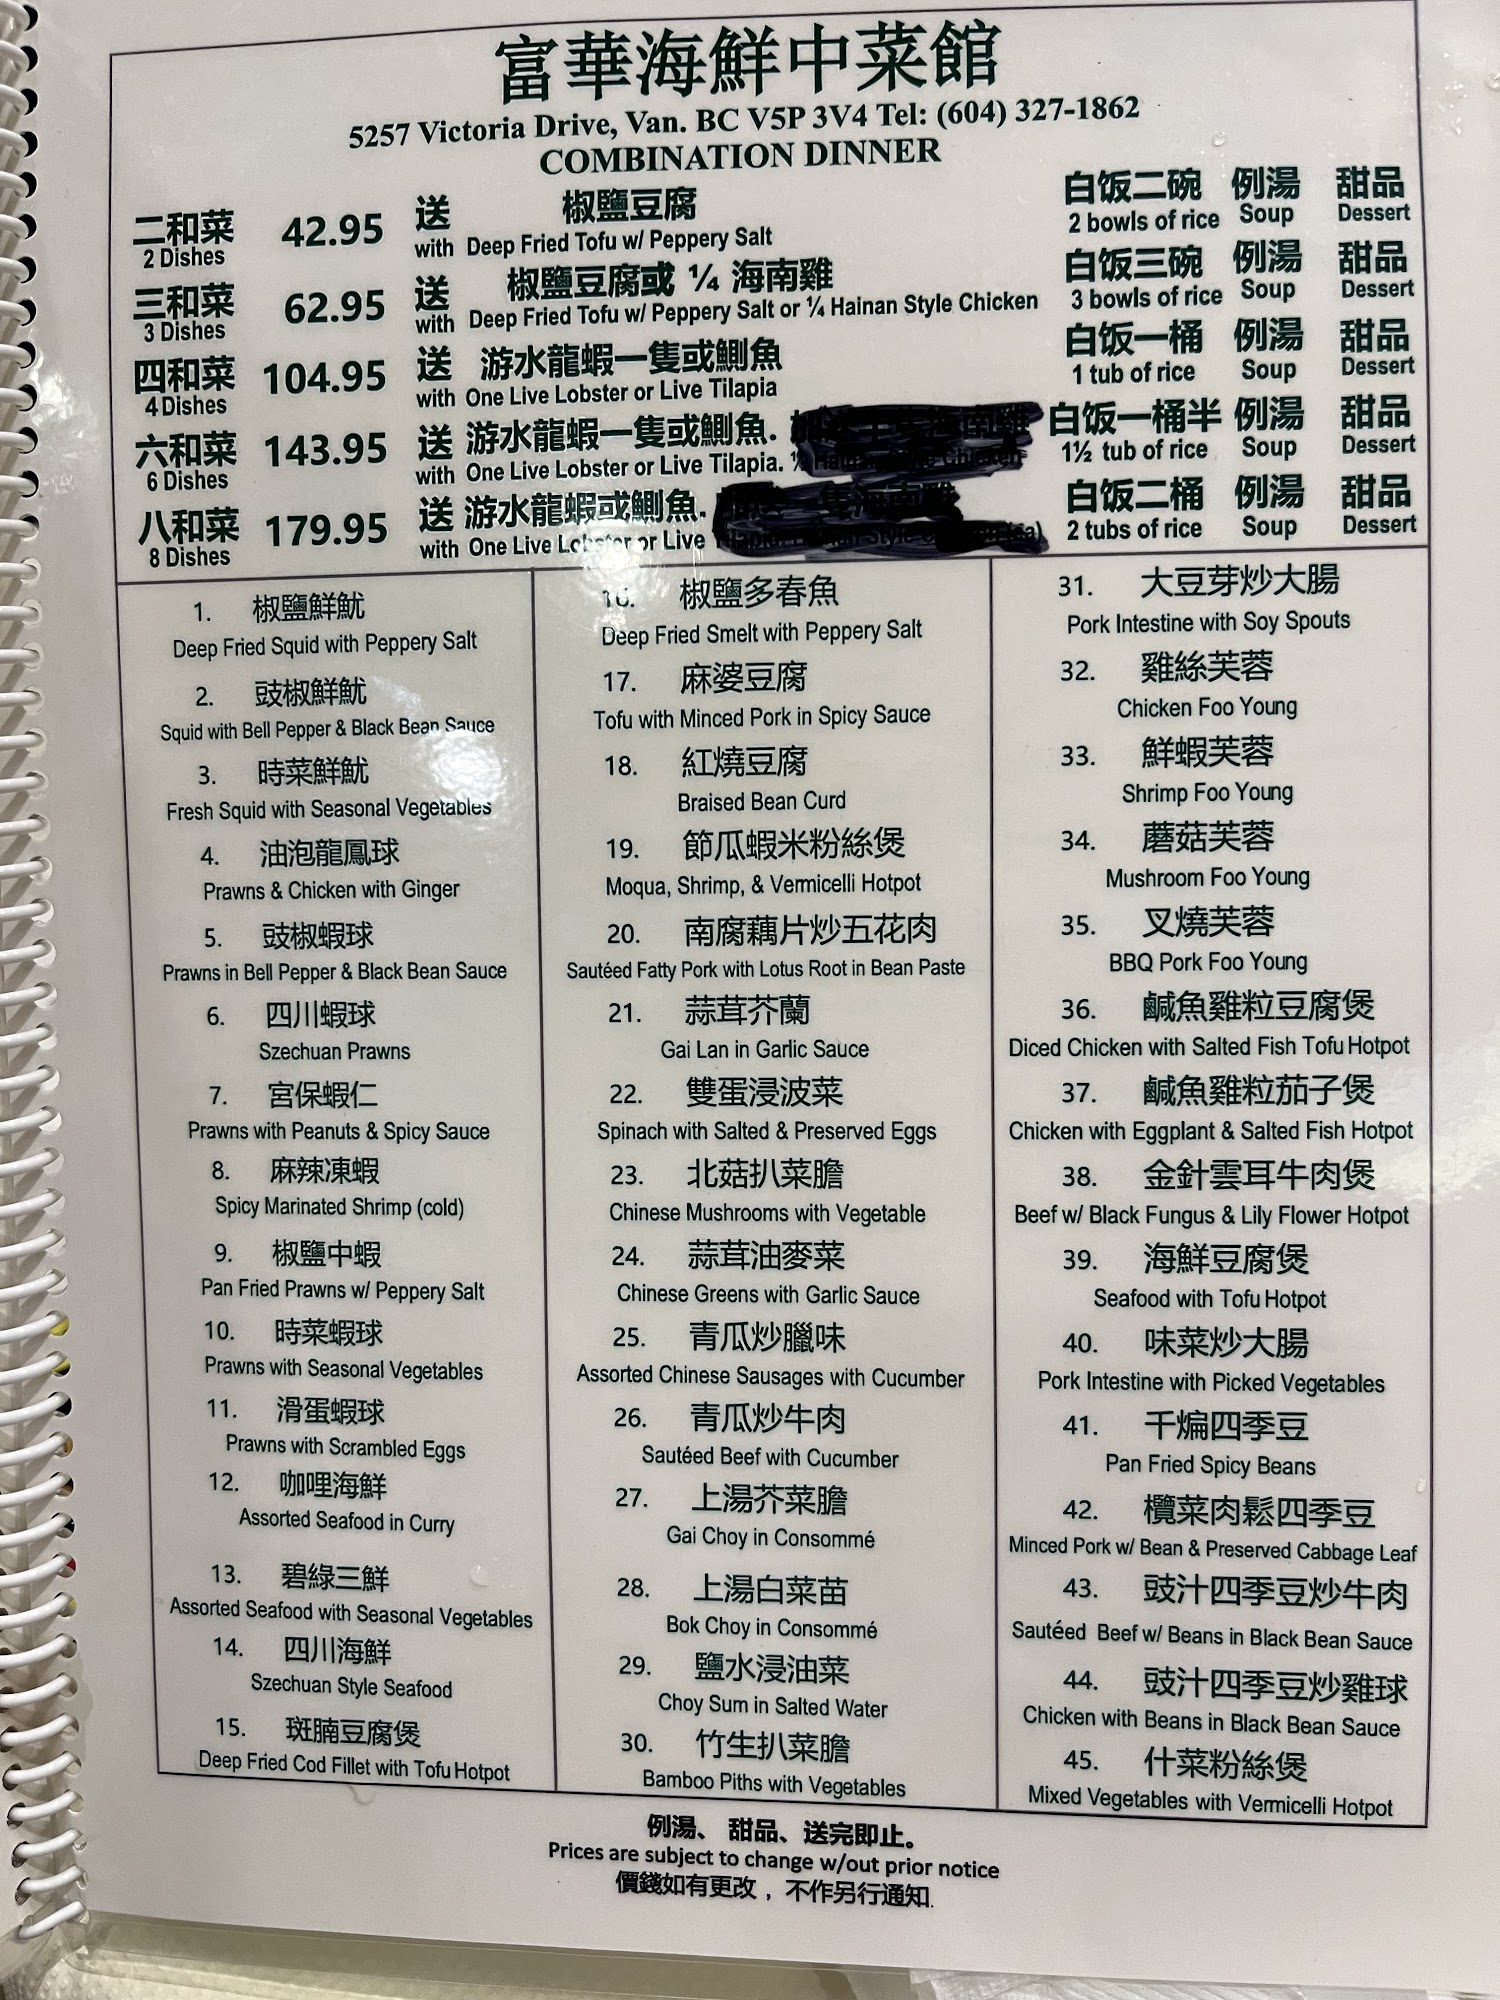 富華海鮮中菜館
5257 Victoria Drive, Van. BC V5P 3V4 Tel: (604) 327-1862
COMBINATION DINNER
二和菜 42.95 送 椒鹽豆腐 白饭二碗 例湯 甜品
2 Dishes with Deep Fried Tofu w/ Peppery Salt 2 bowls of rice Soup Dessert
三和菜 62.95 送 椒鹽豆腐或 ¼ 海南雞 白饭三碗 例湯 甜品
3 Dishes with Deep Fried Tofu w/ Peppery Salt or ¼ Hainan Style Chicken 3 bowls of rice Soup Dessert
四和菜 104.95 送 游水龍蝦一隻或鰂魚 白饭一桶 例湯 甜品
4 Dishes with One Live Lobster or Live Tilapia 1 tub of rice Soup Dessert
六和菜 143.95 送 游水龍蝦一隻或鰂魚. 白饭一桶半 例湯 甜品
6 Dishes with One Live Lobster or Live Tilapia. 1½ tub of rice Soup Dessert
八和菜 179.95 送 游水龍蝦或鰂魚. 白饭二桶 例湯 甜品
8 Dishes with One Live Lobster or Live 2 tubs of rice Soup Dessert
1. 椒鹽鮮魷
Deep Fried Squid with Peppery Salt
2. 豉椒鮮魷
Squid with Bell Pepper & Black Bean Sauce
3. 時菜鮮魷
Fresh Squid with Seasonal Vegetables
4. 油泡龍鳳球
Prawns & Chicken with Ginger
5. 豉椒蝦球
Prawns in Bell Pepper & Black Bean Sauce
6. 四川蝦球
Szechuan Prawns
7. 宮保蝦仁
Prawns with Peanuts & Spicy Sauce
8. 麻辣凍蝦
Spicy Marinated Shrimp (cold)
9. 椒鹽中蝦
Pan Fried Prawns w/ Peppery Salt
10. 時菜蝦球
Prawns with Seasonal Vegetables
11. 滑蛋蝦球
Prawns with Scrambled Eggs
12. 咖哩海鮮
Assorted Seafood in Curry
13. 碧綠三鮮
Assorted Seafood with Seasonal Vegetables
14. 四川海鮮
Szechuan Style Seafood
15. 斑腩豆腐煲
Deep Fried Cod Fillet with Tofu Hotpot
16. 椒鹽多春魚
Deep Fried Smelt with Peppery Salt
17. 麻婆豆腐
Tofu with Minced Pork in Spicy Sauce
18. 紅燒豆腐
Braised Bean Curd
19. 節瓜蝦米粉絲煲
Moqua, Shrimp, & Vermicelli Hotpot
20. 南腐藕片炒五花肉
Sautéed Fatty Pork with Lotus Root in Bean Paste
21. 蒜茸芥蘭
Gai Lan in Garlic Sauce
22. 雙蛋浸波菜
Spinach with Salted & Preserved Eggs
23. 北菇扒菜膽
Chinese Mushrooms with Vegetable
24. 蒜茸油麥菜
Chinese Greens with Garlic Sauce
25. 青瓜炒臘味
Assorted Chinese Sausages with Cucumber
26. 青瓜炒牛肉
Sautéed Beef with Cucumber
27. 上湯芥菜膽
Gai Choy in Consommé
28. 上湯白菜苗
Bok Choy in Consommé
29. 鹽水浸油菜
Choy Sum in Salted Water
30. 竹生扒菜膽
Bamboo Piths with Vegetables
31. 大豆芽炒大腸
Pork Intestine with Soy Spouts
32. 雞絲芙蓉
Chicken Foo Young
33. 鮮蝦芙蓉
Shrimp Foo Young
34. 蘑菇芙蓉
Mushroom Foo Young
35. 叉燒芙蓉
BBQ Pork Foo Young
36. 鹹魚雞粒豆腐煲
Diced Chicken with Salted Fish Tofu Hotpot
37. 鹹魚雞粒茄子煲
Chicken with Eggplant & Salted Fish Hotpot
38. 金針雲耳牛肉煲
Beef w/ Black Fungus & Lily Flower Hotpot
39. 海鮮豆腐煲
Seafood with Tofu Hotpot
40. 味菜炒大腸
Pork Intestine with Picked Vegetables
41. 干煸四季豆
Pan Fried Spicy Beans
42. 欖菜肉鬆四季豆
Minced Pork w/ Bean & Preserved Cabbage Leaf
43. 豉汁四季豆炒牛肉
Sautéed Beef w/ Beans in Black Bean Sauce
44. 豉汁四季豆炒雞球
Chicken with Beans in Black Bean Sauce
45. 什菜粉絲煲
Mixed Vegetables with Vermicelli Hotpot
例湯、 甜品、送完即止。
Prices are subject to change w/out prior notice
價錢如有更改，不作另行通知.